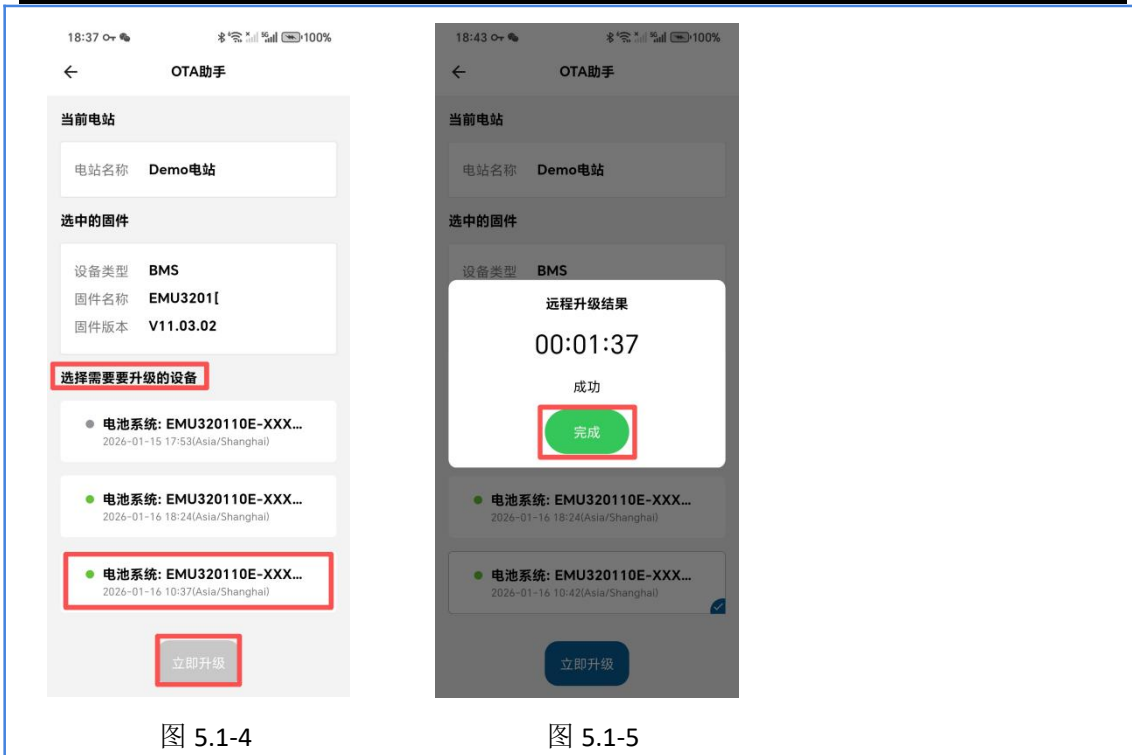 18:37
100%
OTA助手
当前电站
电站名称 Demo电站
选中的固件
设备类型 BMS
固件名称 EMU3201[
固件版本 V11.03.02
选择需要要升级的设备
电池系统: EMU320110E-XXX...
2026-01-15 17:53(Asia/Shanghai)
电池系统: EMU320110E-XXX...
2026-01-16 18:24(Asia/Shanghai)
电池系统: EMU320110E-XXX...
2026-01-16 10:37(Asia/Shanghai)
立即升级
图 5.1-4
18:43
100%
OTA助手
当前电站
电站名称 Demo电站
选中的固件
设备类型 BMS
远程升级结果
00:01:37
成功
完成
电池系统: EMU320110E-XXX...
2026-01-16 18:24(Asia/Shanghai)
电池系统: EMU320110E-XXX...
2026-01-16 10:42(Asia/Shanghai)
立即升级
图 5.1-5